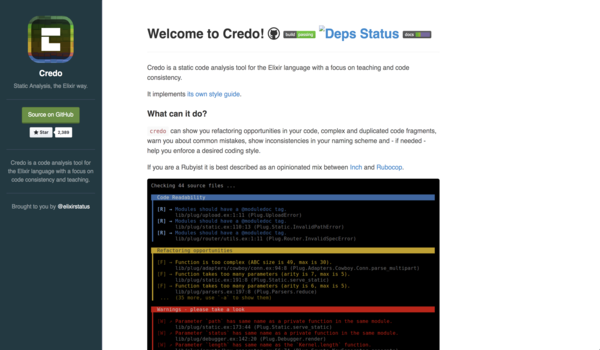 Credo
Static Analysis, the Elixir way.
Source on GitHub
Star 2,386
Credo is a code analysis tool for
the Elixir language with a focus on
code consistency and teaching.
Brought to you by @elixirstatus
Welcome to Credo! build passing Deps Status docs
Credo is a static code analysis tool for the Elixir language with a focus on teaching and code
consistency.
It implements its own style guide.
What can it do?
credo can show you refactoring opportunities in your code, complex and duplicated code fragments,
warn you about common mistakes, show inconsistencies in your naming scheme and - if needed -
help you enforce a desired coding style.
If you are a Rubyist it is best described as an opinionated mix between Inch and Rubocop.
Checking 44 source files ...
Code Readability
[R] → Modules should have a @moduledoc tag.
lib/plug/upload.ex:1:11 (Plug.UploadError)
[R] → Modules should have a @moduledoc tag.
lib/plug/static.ex:110:13 (Plug.Static.InvalidPathError)
[R] → Modules should have a @moduledoc tag.
lib/plug/router/utils.ex:1:11 (Plug.Router.InvalidSpecError)
Refactoring opportunities
[F] → Function is too complex (ABC size is 49, max is 30).
lib/plug/adapters/cowboy/conn.ex:94:8 (Plug.Adapters.Cowboy.Conn.parse_multipart)
[F] → Function takes too many parameters (arity is 7, max is 5).
lib/plug/static.ex:191:8 (Plug.Static.serve_static)
[F] → Function takes too many parameters (arity is 6, max is 5).
lib/plug/parsers.ex:197:8 (Plug.Parsers.reduce)
... (35 more, use -a to show them)
Warnings - please take a look
[W] → Parameter `path` has same name as a private function in the same module.
lib/plug/static.ex:173:44 (Plug.Static.serve_static)
[W] → Parameter `status` has same name as a private function in the same module.
lib/plug/debugger.ex:142:20 (Plug.Debugger.render)
[W] → Parameter `length` has same name as the `Kernel.length` function.